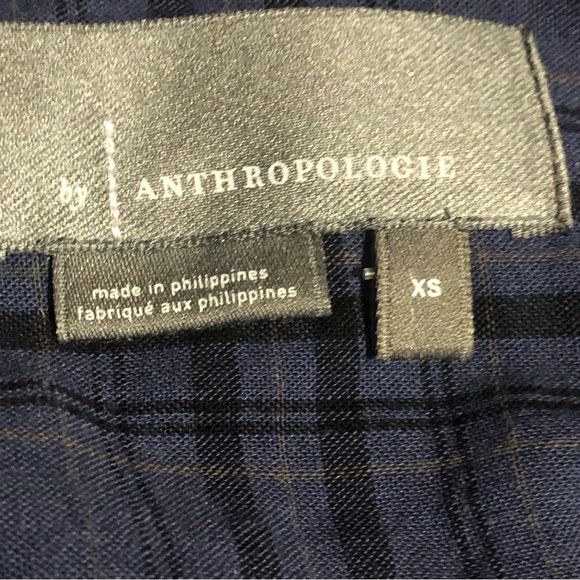 by | ANTHROPOLOGIE
made in philippines
fabriqué aux philippines
XS